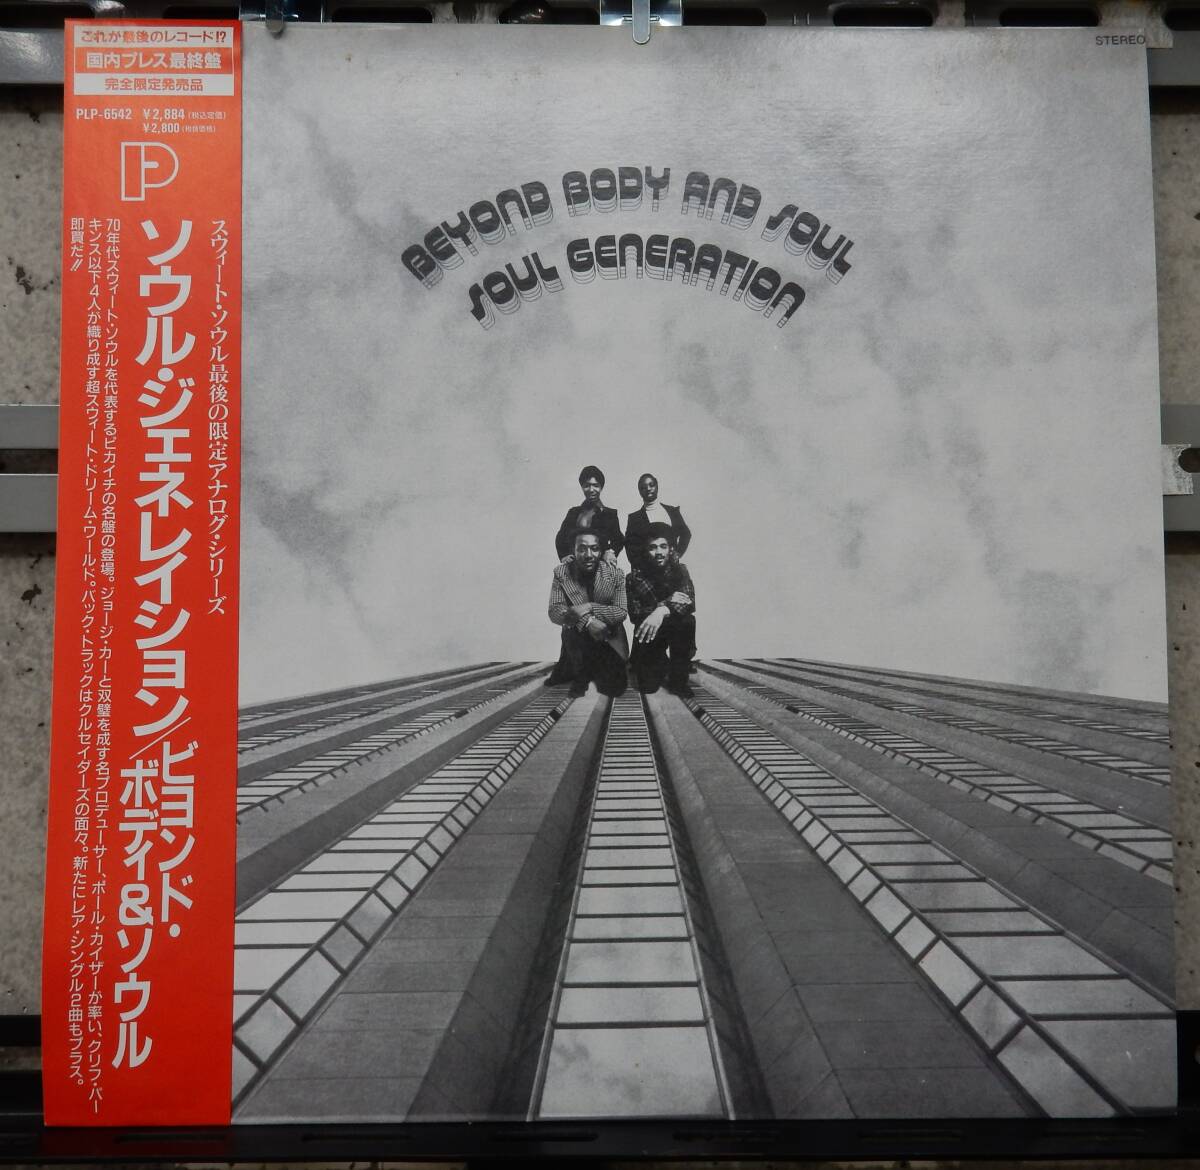 これが最後のレコード!?
国内プレス最終盤
完全限定発売品
PLP-6542 ￥2,884(税込定価)
￥2,800(税抜価格)
P
スウィート・ソウル最後の限定アナログ・シリーズ
ソウル・ジェネレイション/ビヨンド・
ボディ&ソウル
70年代スウィート・ソウルを代表するピカイチの名盤の登場。ジョージ・カーと双璧を成す名プロデューサー、ポール・カイザーが率い、クリフ・パー
キンス以下4人が織り成す超スウィート・ドリーム・ワールド。バック・トラックはクルセイダーズの面々。新たにレア・シングル2曲もプラス。
即買だ!!
STEREO
BEYOND BODY AND SOUL
SOUL GENERATION